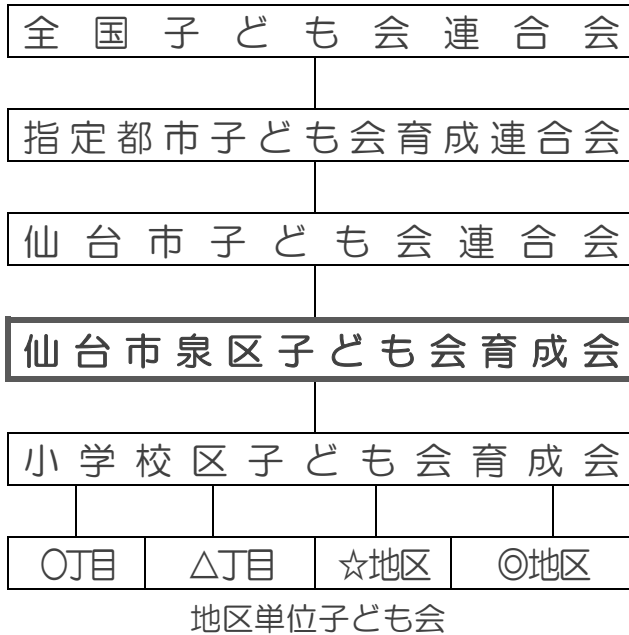 全国子ども会連合会
指定都市子ども会育成連合会
仙台市子ども会連合会
仙台市泉区子ども会育成会
小学校区子ども会育成会
〇丁目 △丁目 ☆地区 ◎地区
地区単位子ども会